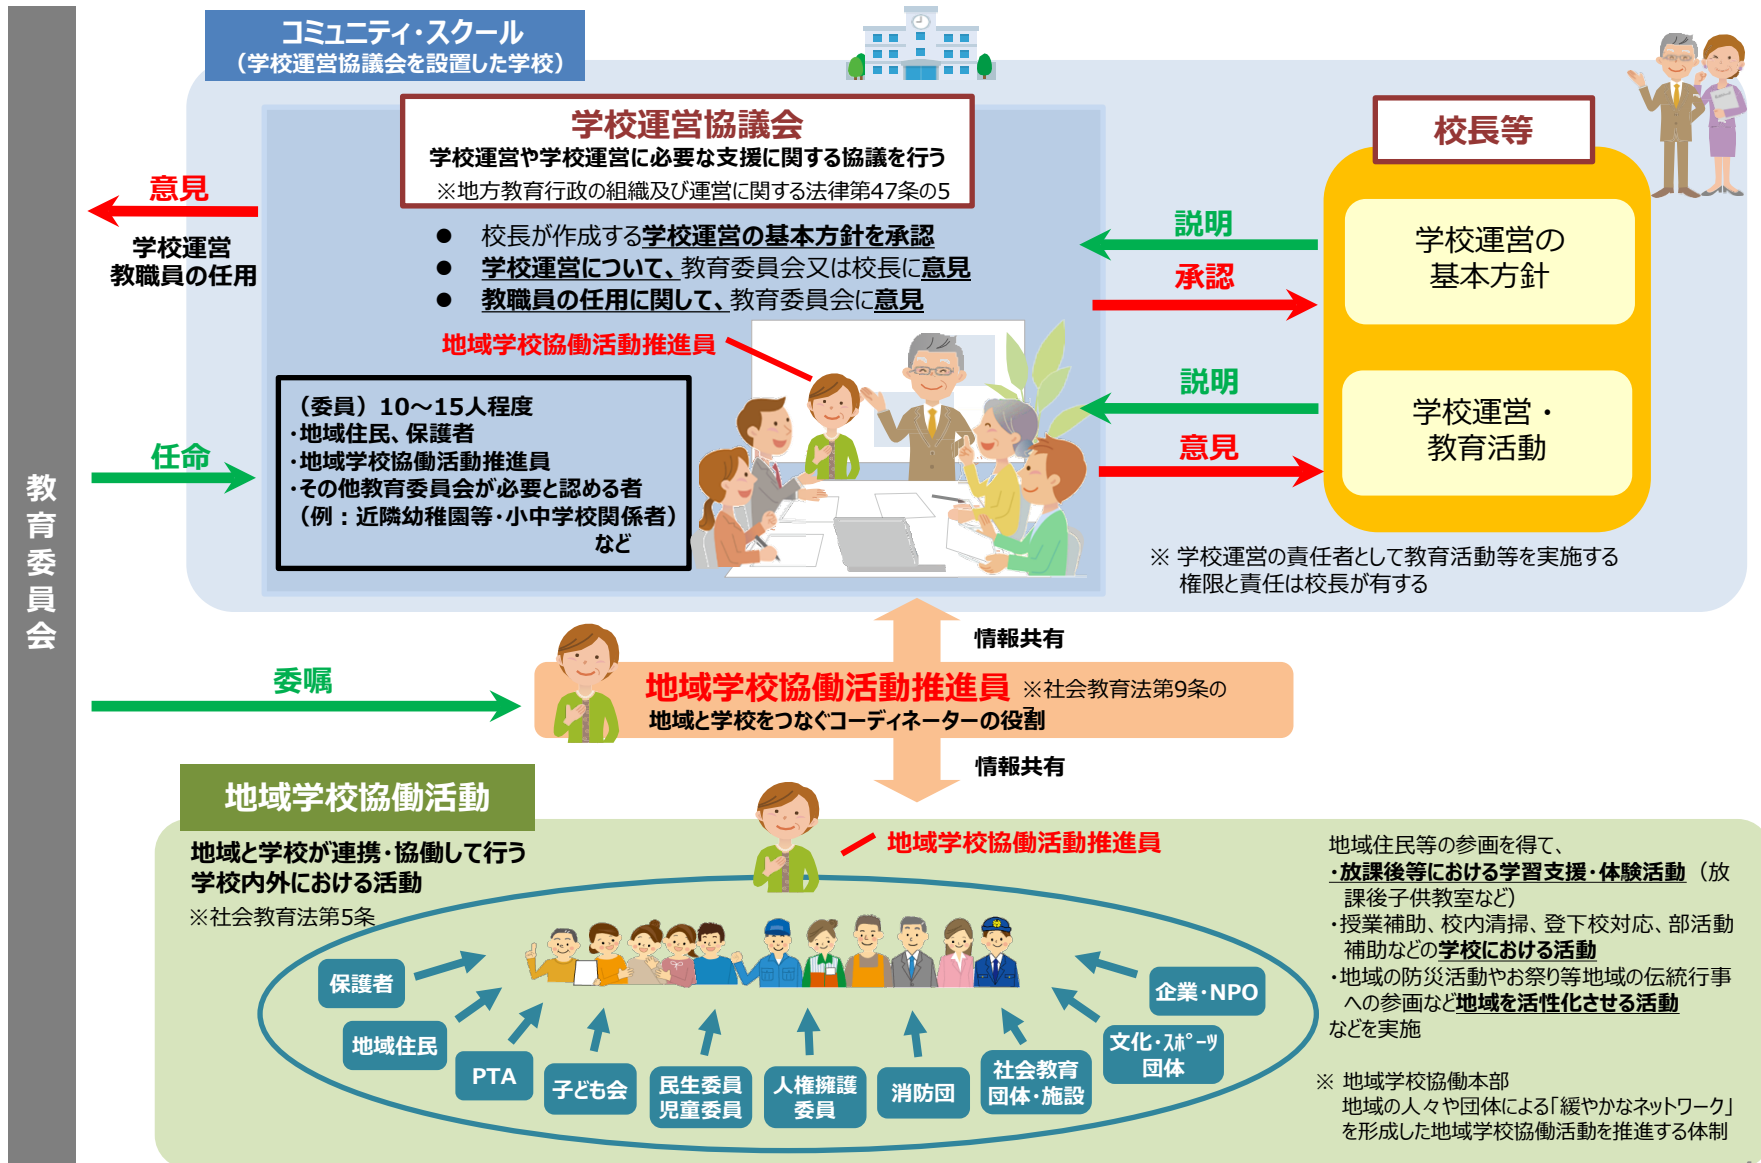 コミュニティ・スクール
（学校運営協議会を設置した学校）
学校運営協議会
学校運営や学校運営に必要な支援に関する協議を行う
※地方教育行政の組織及び運営に関する法律第47条の5
● 校長が作成する学校運営の基本方針を承認
● 学校運営について、教育委員会又は校長に意見
● 教職員の任用に関して、教育委員会に意見
地域学校協働活動推進員
（委員）10～15人程度
・地域住民、保護者
・地域学校協働活動推進員
・その他教育委員会が必要と認める者
（例：近隣幼稚園等・小中学校関係者）
など
意見
学校運営
教職員の任用
任命
教育委員会
委嘱
説明
承認
説明
意見
校長等
学校運営の
基本方針
学校運営・
教育活動
※ 学校運営の責任者として教育活動等を実施する
権限と責任は校長が有する
情報共有
地域学校協働活動推進員 ※社会教育法第9条の
地域と学校をつなぐコーディネーターの役割
情報共有
地域学校協働活動
地域と学校が連携・協働して行う
学校内外における活動
※社会教育法第5条
地域学校協働活動推進員
保護者
地域住民
PTA
子ども会
民生委員
児童委員
人権擁護
委員
消防団
社会教育
団体・施設
文化・ｽﾎﾟｰﾂ
団体
企業・NPO
地域住民等の参画を得て、
・放課後等における学習支援・体験活動（放
課後子供教室など）
・授業補助、校内清掃、登下校対応、部活動
補助などの学校における活動
・地域の防災活動やお祭り等地域の伝統行事
への参画など地域を活性化させる活動
などを実施
※ 地域学校協働本部
地域の人々や団体による「緩やかなネットワーク」
を形成した地域学校協働活動を推進する体制